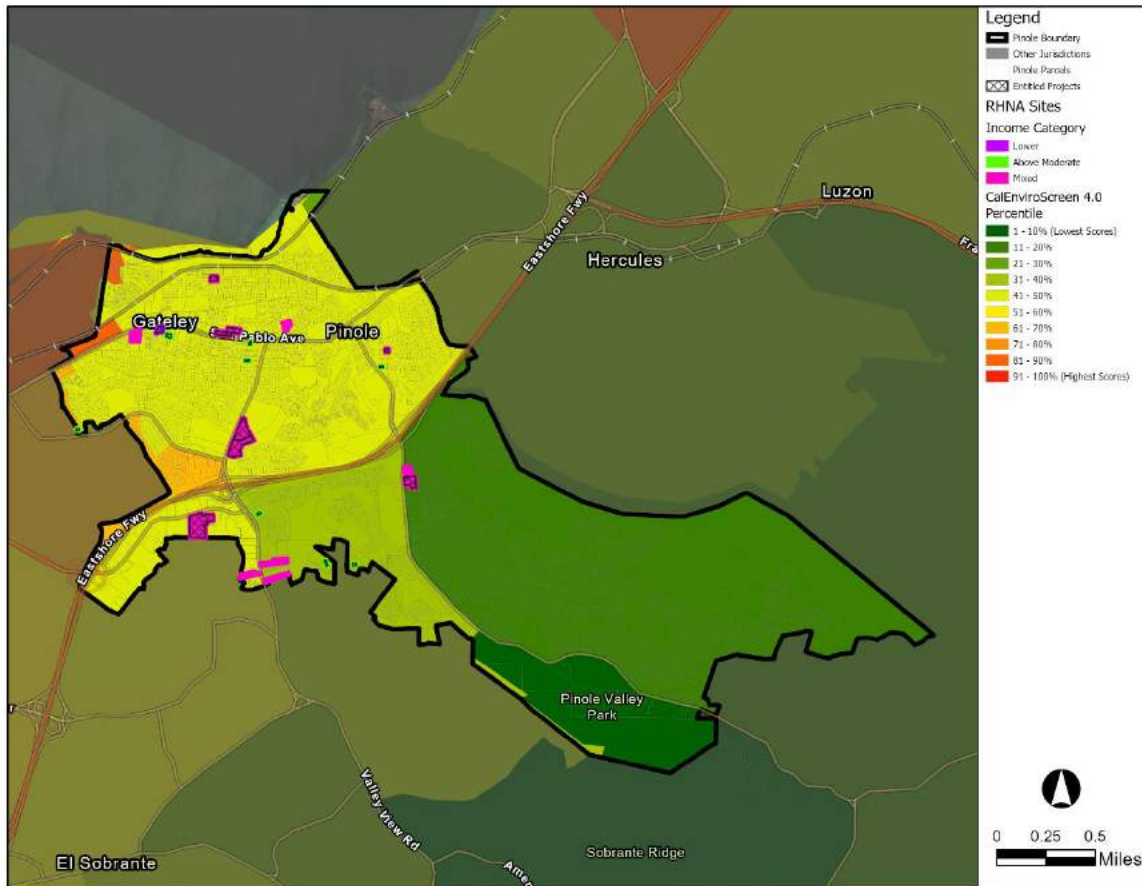 Legend
Pinole Boundary
Other Jurisdictions
Pinole Parcels
Entitled Projects
RHNA Sites
Income Category
Lower
Above Moderate
Mixed
CalEnviroScreen 4.0
Percentile
1 - 10% (Lowest Scores)
11 - 20%
21 - 30%
31 - 40%
41 - 50%
51 - 60%
61 - 70%
71 - 80%
81 - 90%
91 - 100% (Highest Scores)
Luzon
Eastshore Fwy
Hercules
Fra
Gateley
Pablo Ave
Pinole
Eastshore Fwy
Pinole Valley
Park
Valley View Rd
Sobrante Ridge
El Sobrante
Amer
0 0.25 0.5
Miles